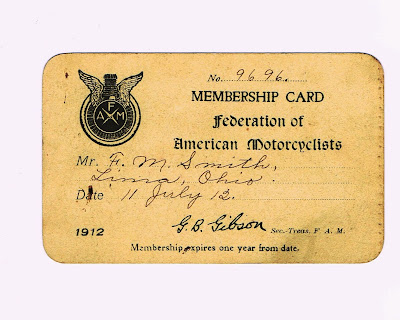 No. 9696.
MEMBERSHIP CARD
Federation of
American Motorcyclists
F
A M
Mr. F. M. Smith,
Lima, Ohio.
Date 11 July 12.
1912 G. B. Gibson Sec.-Treas. F. A. M.
Membership expires one year from date.